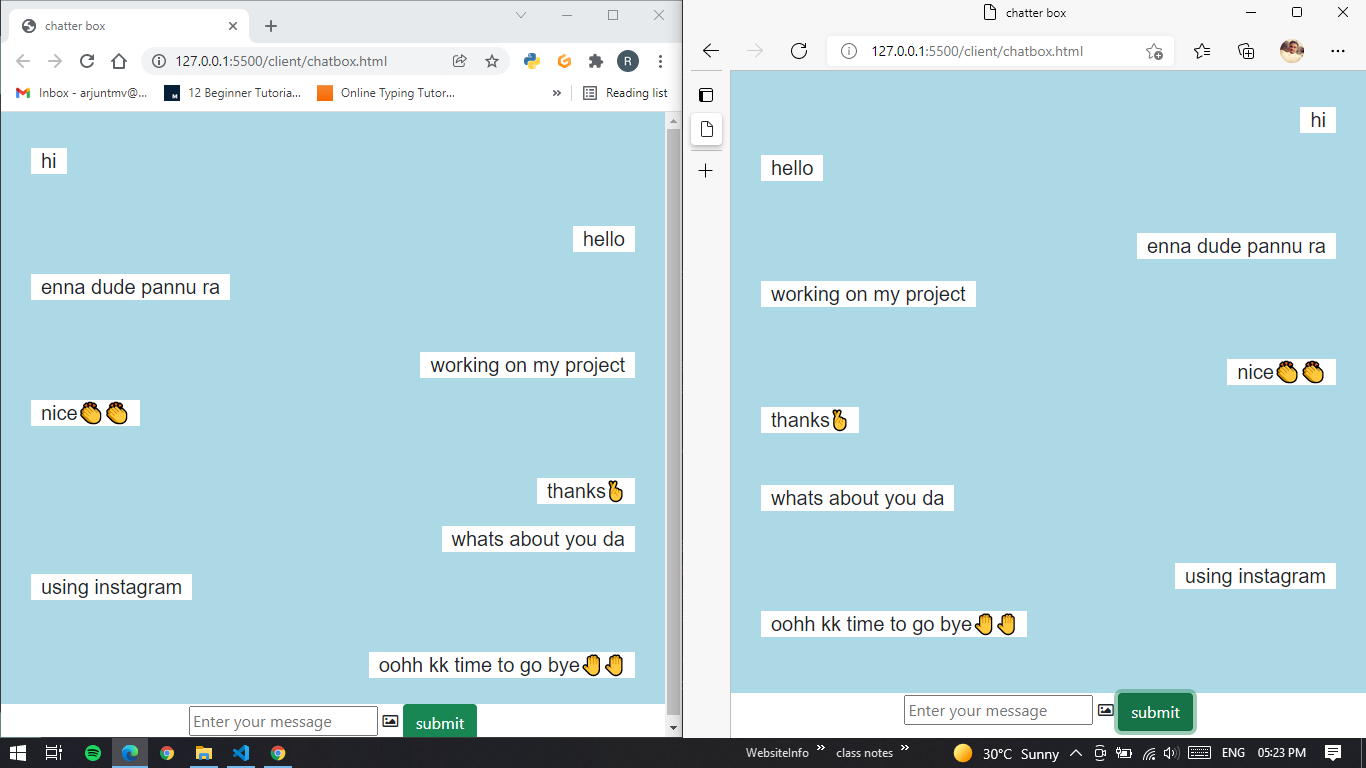 chatter box
127.0.0.1:5500/client/chatbox.html
R
Inbox - arjuntmv@...
M
12 Beginner Tutoria...
Online Typing Tutor...
»
Reading list
hi
hello
enna dude pannu ra
working on my project
nice👏👏
thanks🫰
whats about you da
using instagram
oohh kk time to go bye🤚🤚
Enter your message
submit
chatter box
127.0.0.1:5500/client/chatbox.html
hi
hello
enna dude pannu ra
working on my project
nice👏👏
thanks🫰
whats about you da
using instagram
oohh kk time to go bye🤚🤚
Enter your message
submit
WebsiteInfo »
class notes »
30°C Sunny
ENG
05:23 PM